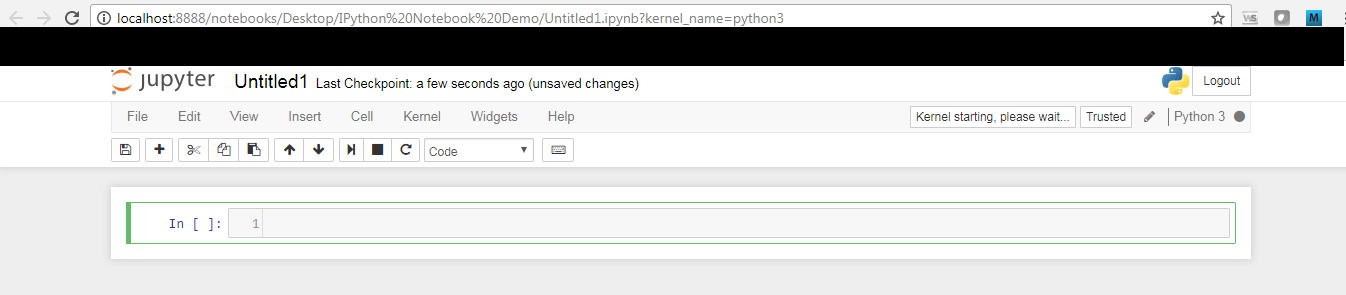 localhost:8888/notebooks/Desktop/IPython%20Notebook%20Demo/Untitled1.ipynb?kernel_name=python3
WS M
jupyter Untitled1 Last Checkpoint: a few seconds ago (unsaved changes) Logout
File Edit View Insert Cell Kernel Widgets Help Kernel starting, please wait... Trusted Python 3
Code
In [ ]: 1